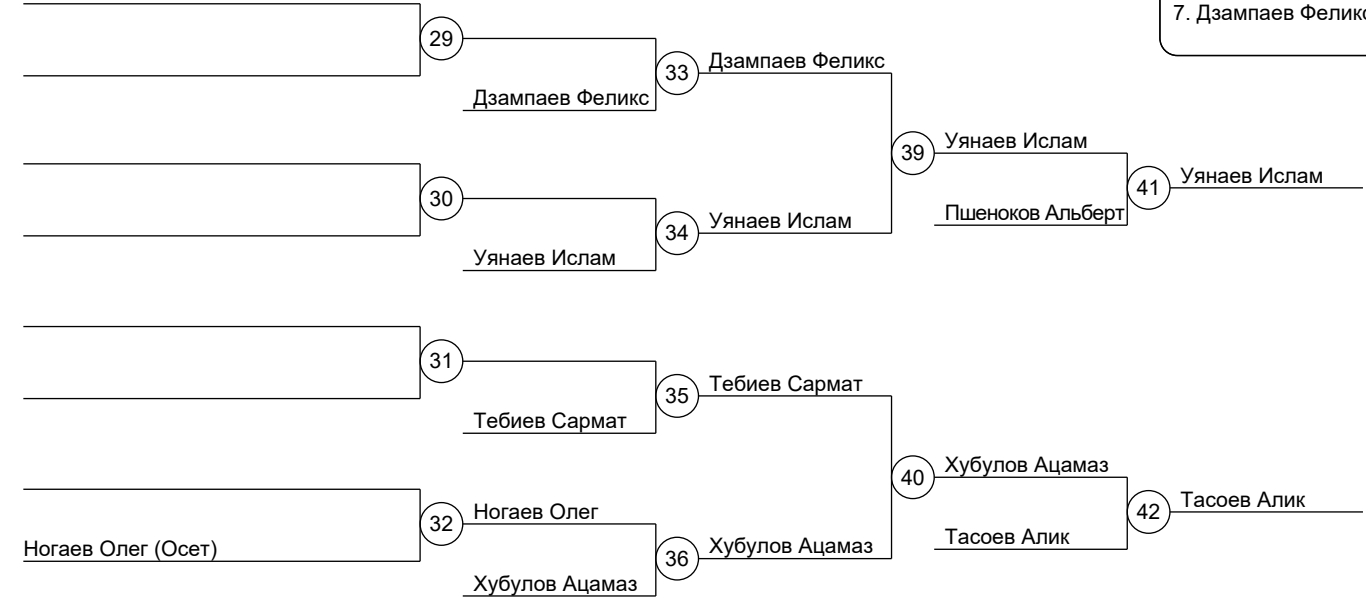 7. Дзампаев Феликс
29
33
Дзампаев Феликс
Дзампаев Феликс
39
Уянаев Ислам
41
Уянаев Ислам
30
34
Уянаев Ислам
Пшеноков Альберт
Уянаев Ислам
31
35
Тебиев Сармат
Тебиев Сармат
40
Хубулов Ацамаз
42
Тасоев Алик
32
Ногаев Олег
Тасоев Алик
Ногаев Олег (Осет)
36
Хубулов Ацамаз
Хубулов Ацамаз